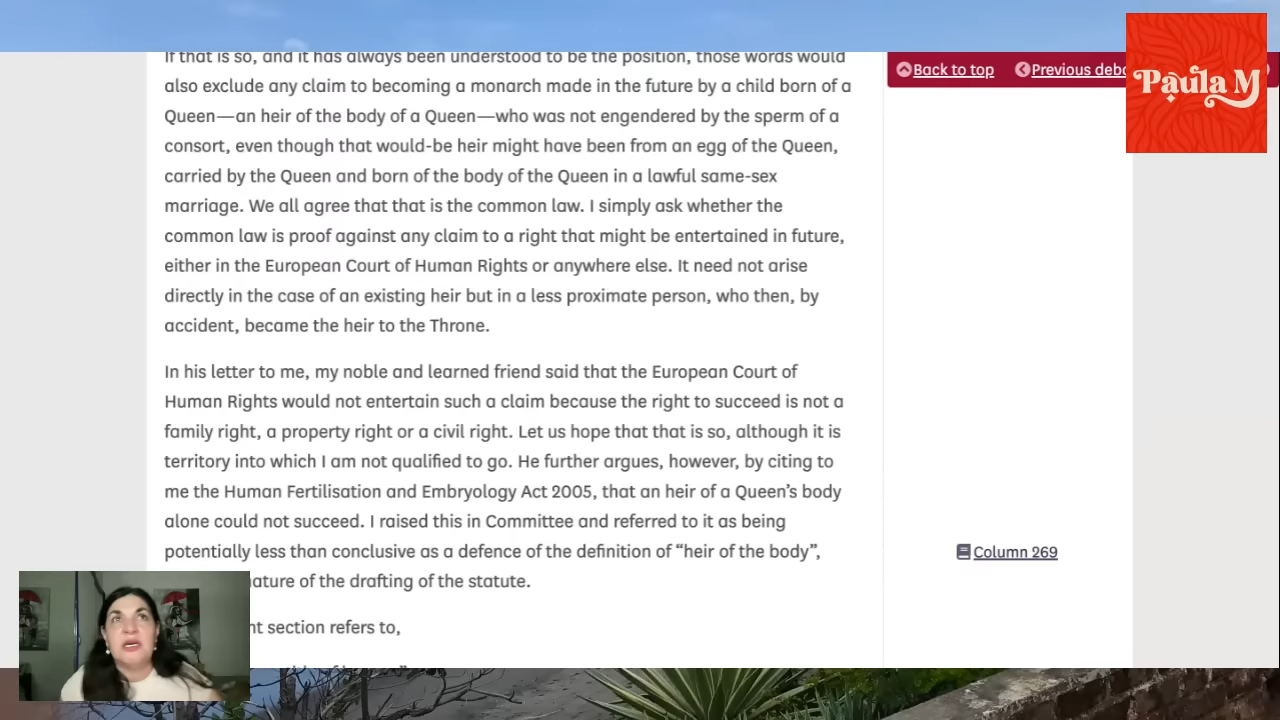 If that is so, and it has always been understood to be the position, those words would
also exclude any claim to becoming a monarch made in the future by a child born of a
Queen—an heir of the body of a Queen—who was not engendered by the sperm of a
consort, even though that would-be heir might have been from an egg of the Queen,
carried by the Queen and born of the body of the Queen in a lawful same-sex
marriage. We all agree that that is the common law. I simply ask whether the
common law is proof against any claim to a right that might be entertained in future,
either in the European Court of Human Rights or anywhere else. It need not arise
directly in the case of an existing heir but in a less proximate person, who then, by
accident, became the heir to the Throne.
In his letter to me, my noble and learned friend said that the European Court of
Human Rights would not entertain such a claim because the right to succeed is not a
family right, a property right or a civil right. Let us hope that that is so, although it is
territory into which I am not qualified to go. He further argues, however, by citing to
me the Human Fertilisation and Embryology Act 2005, that an heir of a Queen's body
alone could not succeed. I raised this in Committee and referred to it as being
potentially less than conclusive as a defence of the definition of “heir of the body”,
ature of the drafting of the statute.
nt section refers to,
Back to top
Previous deba
Paula M
Column 269